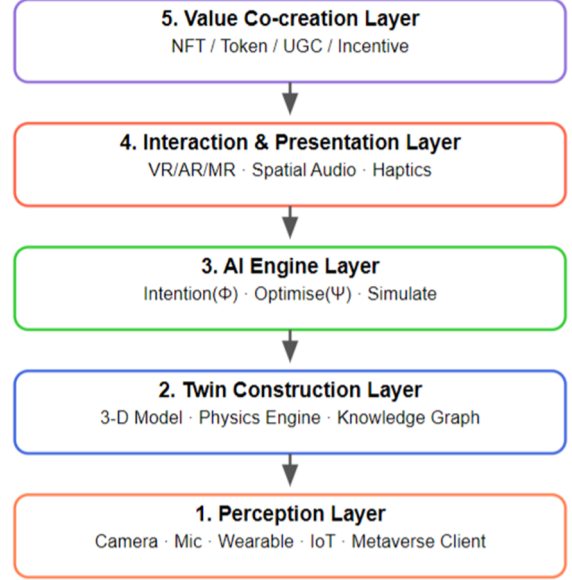 5. Value Co-creation Layer
NFT / Token / UGC / Incentive
4. Interaction & Presentation Layer
VR/AR/MR · Spatial Audio · Haptics
3. AI Engine Layer
Intention(Φ) · Optimise(Ψ) · Simulate
2. Twin Construction Layer
3-D Model · Physics Engine · Knowledge Graph
1. Perception Layer
Camera · Mic · Wearable · IoT · Metaverse Client